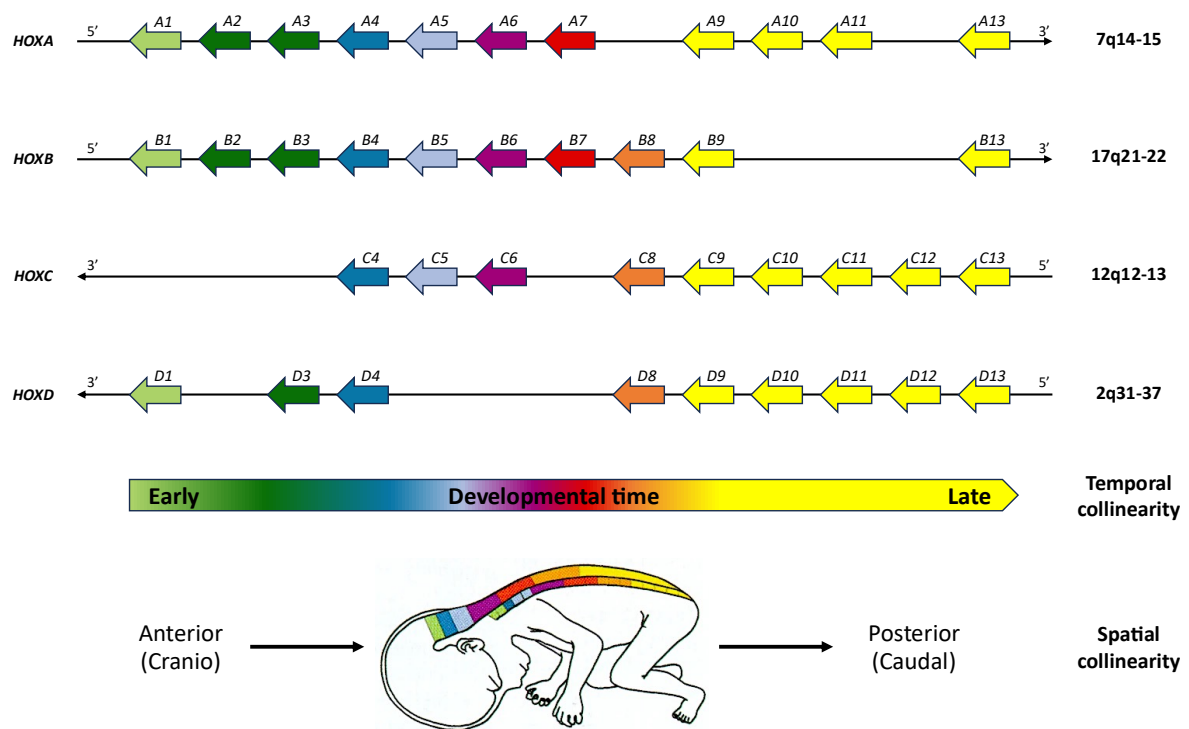 HOXA 5′ A1 A2 A3 A4 A5 A6 A7 A9 A10 A11 A13 3′ 7q14-15
HOXB 5′ B1 B2 B3 B4 B5 B6 B7 B8 B9 B13 3′ 17q21-22
HOXC 3′ C4 C5 C6 C8 C9 C10 C11 C12 C13 5′ 12q12-13
HOXD 3′ D1 D3 D4 D8 D9 D10 D11 D12 D13 5′ 2q31-37
Early Developmental time Late
Temporal
collinearity
Anterior
(Cranio)
Posterior
(Caudal)
Spatial
collinearity